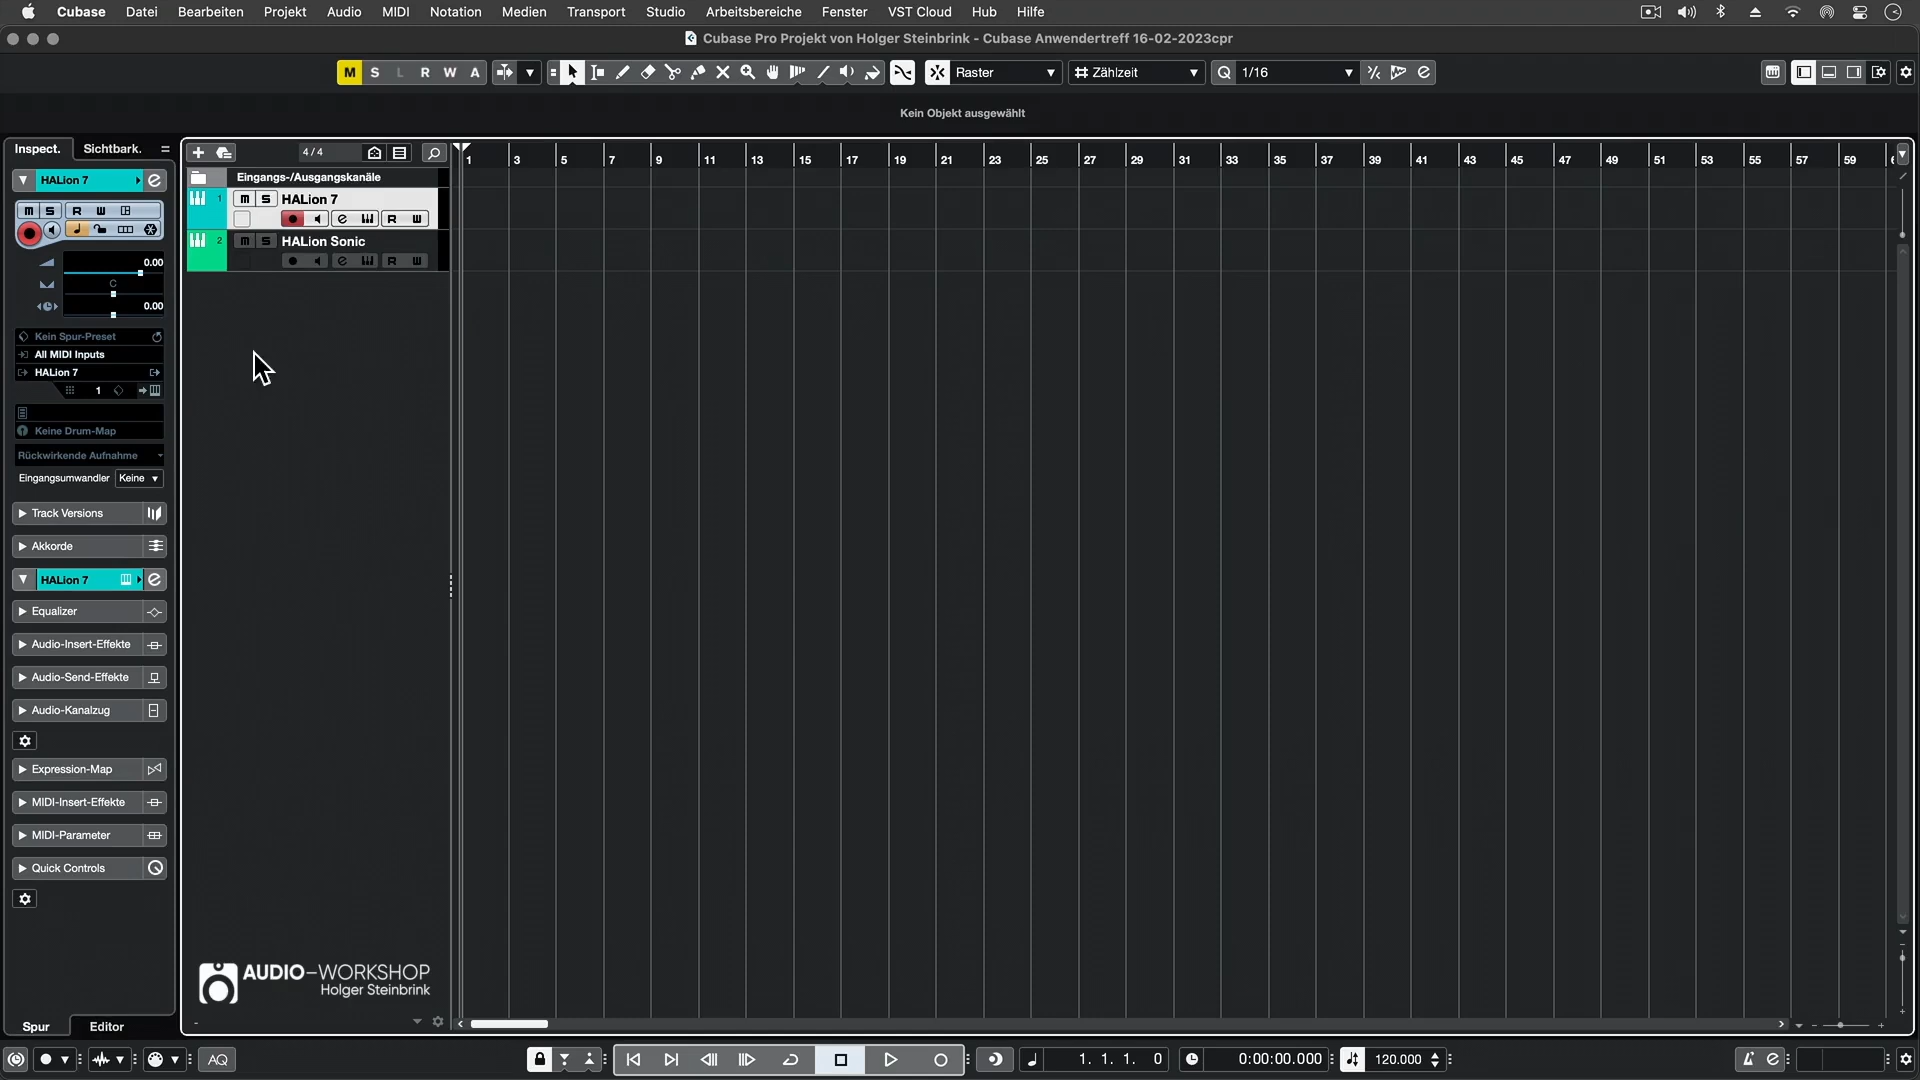 Cubase Datei Bearbeiten Projekt Audio MIDI Notation Medien Transport Studio Arbeitsbereiche Fenster VST Cloud Hub Hilfe
Cubase Pro Projekt von Holger Steinbrink - Cubase Anwendertreff 16-02-2023cpr
M S L R W A Raster Zählzeit Q 1/16
Kein Objekt ausgewählt
Inspect. Sichtbark. 4/4 1 3 5 7 9 11 13 15 17 19 21 23 25 27 29 31 33 35 37 39 41 43 45 47 49 51 53 55 57 59
Eingangs-/Ausgangskanäle
HALion 7 e
1 M S HALion 7
M S R W
e R W
2 M S HALion Sonic
e R W
0.00
C
0.00
Kein Spur-Preset
All MIDI Inputs
HALion 7
1
Keine Drum-Map
Rückwirkende Aufnahme
Eingangsumwandler Keine
Track Versions
Akkorde
HALion 7 e
Equalizer
Audio-Insert-Effekte
Audio-Send-Effekte
Audio-Kanalzug
Expression-Map
MIDI-Insert-Effekte
MIDI-Parameter
Quick Controls
AUDIO-WORKSHOP
Holger Steinbrink
Spur Editor
AQ 1. 1. 1. 0 0:00:00.000 120.000